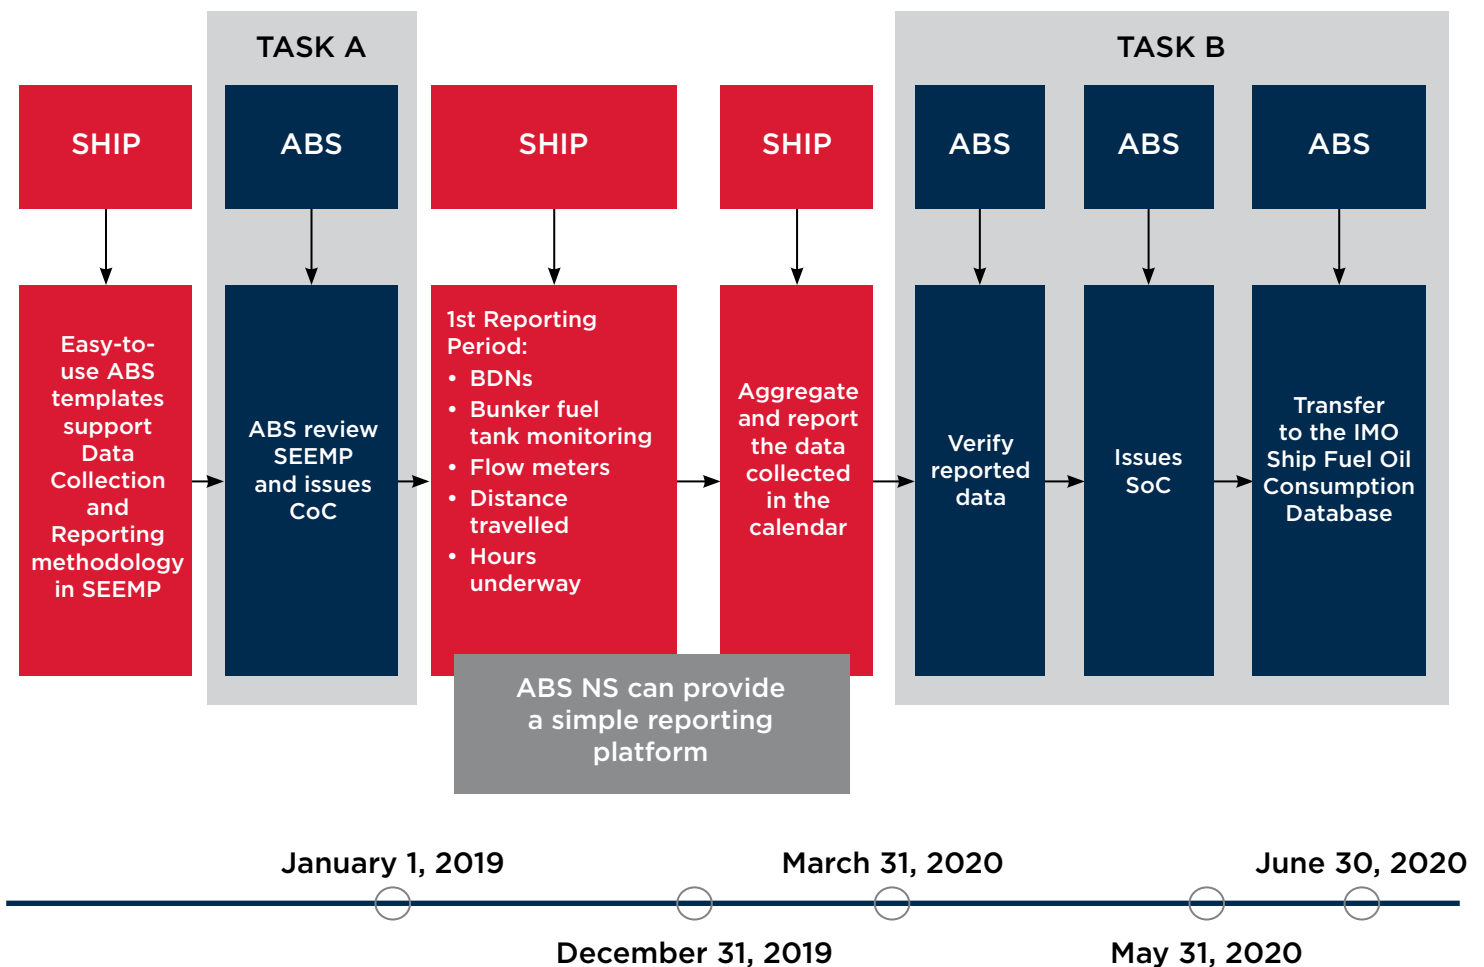 TASK A
TASK B
SHIP
ABS
SHIP
SHIP
ABS
ABS
ABS
Easy-to-
use ABS
templates
support
Data
Collection
and
Reporting
methodology
in SEEMP
ABS review
SEEMP
and issues
CoC
1st Reporting
Period:
• BDNs
• Bunker fuel
tank monitoring
• Flow meters
• Distance
travelled
• Hours
underway
Aggregate
and report
the data
collected
in the
calendar
Verify
reported
data
Issues
SoC
Transfer
to the IMO
Ship Fuel Oil
Consumption
Database
ABS NS can provide
a simple reporting
platform
January 1, 2019
March 31, 2020
June 30, 2020
December 31, 2019
May 31, 2020